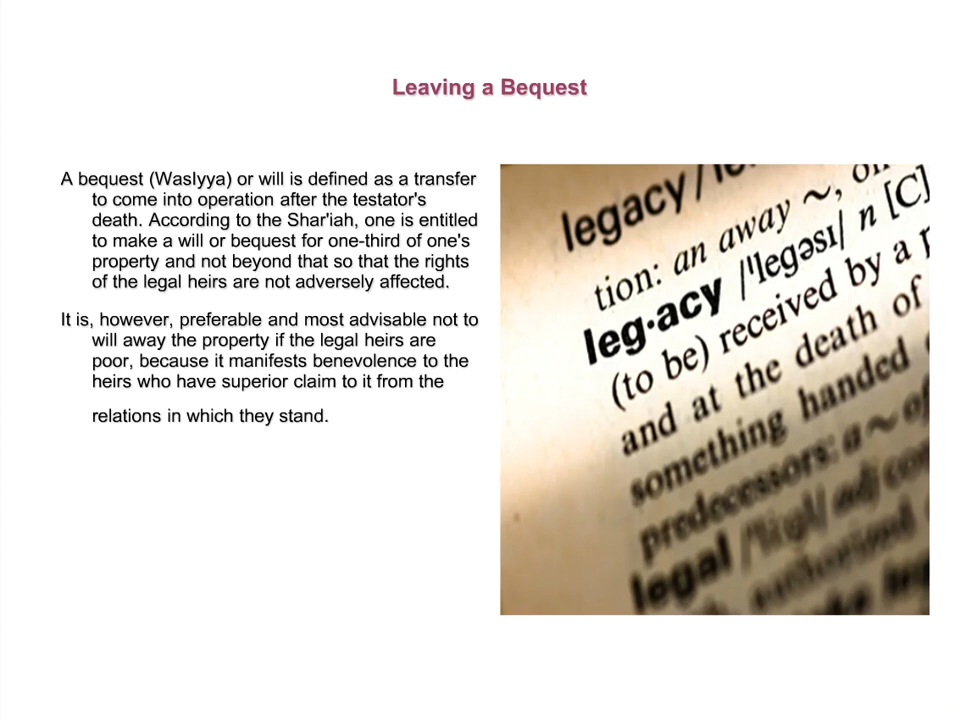 Leaving a Bequest
A bequest (WasIyya) or will is defined as a transfer
to come into operation after the testator's
death. According to the Shar'iah, one is entitled
to make a will or bequest for one-third of one's
property and not beyond that so that the rights
of the legal heirs are not adversely affected.
It is, however, preferable and most advisable not to
will away the property if the legal heirs are
poor, because it manifests benevolence to the
heirs who have superior claim to it from the
relations in which they stand.
legacy /
tion: an away ~,
leg·acy /ˈlegəsɪ/ n [C]
(to be) received by a
and at the death of
something handed
predecessors: a ~ of
legal adj